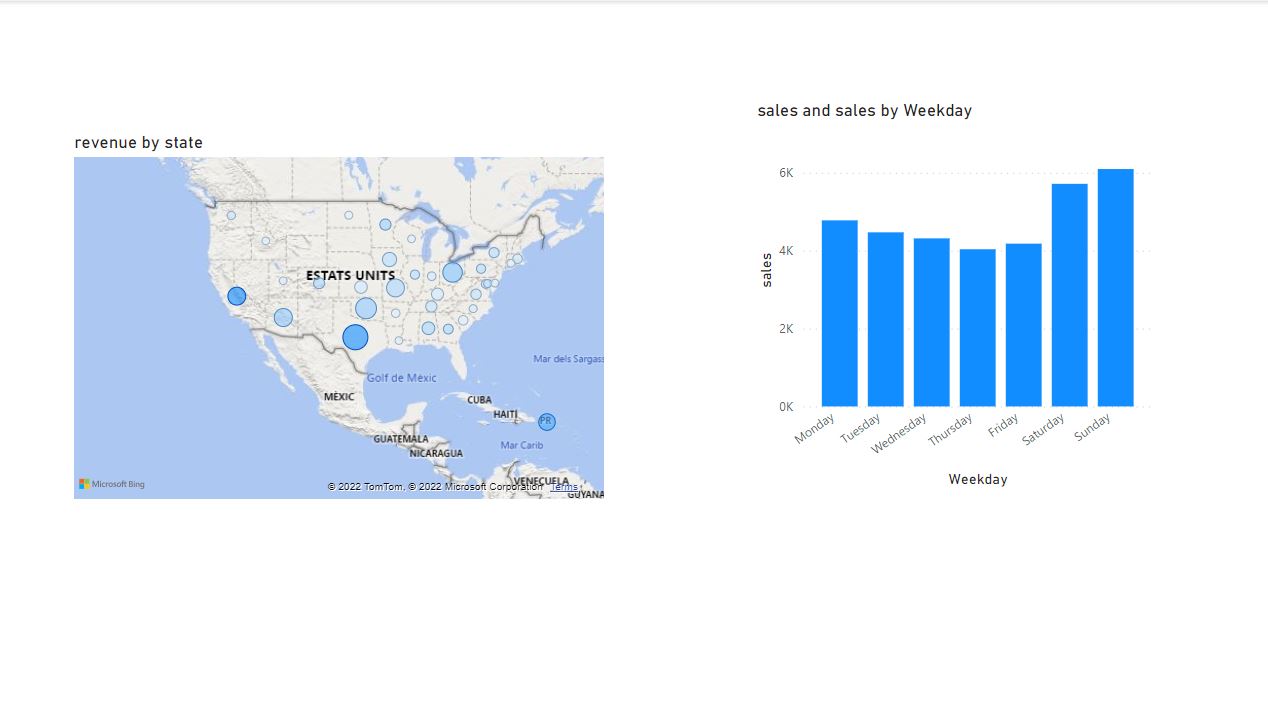 sales and sales by Weekday
revenue by state
ESTATS UNITS
Mar dels Sargass
Golf de Mèxic
MÈXIC
CUBA
HAITÍ
PR
GUATEMALA
Mar Carib
NICARAGUA
VENEÇUELA
GUYANA
Microsoft Bing
© 2022 TomTom, © 2022 Microsoft Corporation Terms
6K
4K
2K
0K
sales
Monday
Tuesday
Wednesday
Thursday
Friday
Saturday
Sunday
Weekday